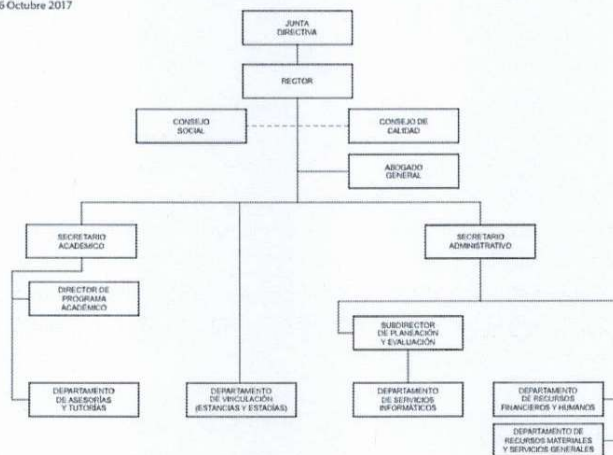 6 Octubre 2017
JUNTA
DIRECTIVA
RECTOR
CONSEJO
SOCIAL
CONSEJO DE
CALIDAD
ABOGADO
GENERAL
SECRETARIO
ACADÉMICO
SECRETARIO
ADMINISTRATIVO
DIRECTOR DE
PROGRAMA
ACADÉMICO
SUBDIRECTOR
DE PLANEACIÓN
Y EVALUACIÓN
DEPARTAMENTO
DE ASESORÍAS
Y TUTORÍAS
DEPARTAMENTO
DE VINCULACIÓN
(ESTANCIAS Y ESTADÍAS)
DEPARTAMENTO
DE SERVICIOS
INFORMÁTICOS
DEPARTAMENTO
DE RECURSOS
FINANCIEROS Y HUMANOS
DEPARTAMENTO DE
RECURSOS MATERIALES
Y SERVICIOS GENERALES